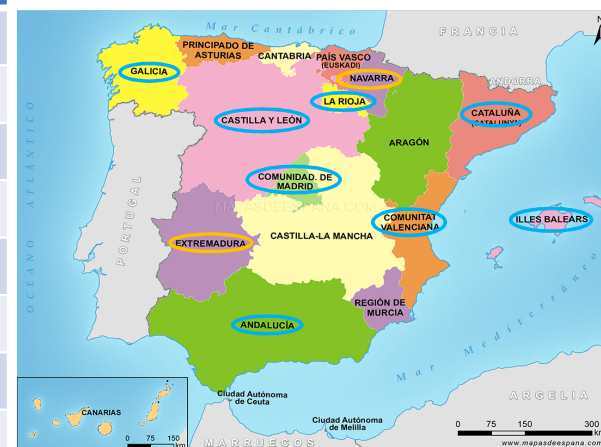 Mar Cantábrico
FRANCIA
N
PRINCIPADO DE
ASTURIAS
CANTABRIA
PAÍS VASCO
(EUSKADI)
GALICIA
NAVARRA
ANDORRA
LA RIOJA
CASTILLA Y LEÓN
CATALUÑA
(CATALUNYA)
ARAGÓN
OCÉANO ATLÁNTICO
PORTUGAL
COMUNIDAD. DE
MADRID
MAPASDEESPANA.COM
COMUNITAT
VALENCIANA
ILLES BALEARS
EXTREMADURA
CASTILLA-LA MANCHA
REGIÓN DE
MURCIA
ANDALUCÍA
Mar Mediterráneo
Ciudad Autónoma
de Ceuta
CANARIAS
Ciudad Autónoma
de Melilla
ARGELIA
MARRUECOS
0 75 150
km
0 75 150 300
km
www.mapasdeespana.com